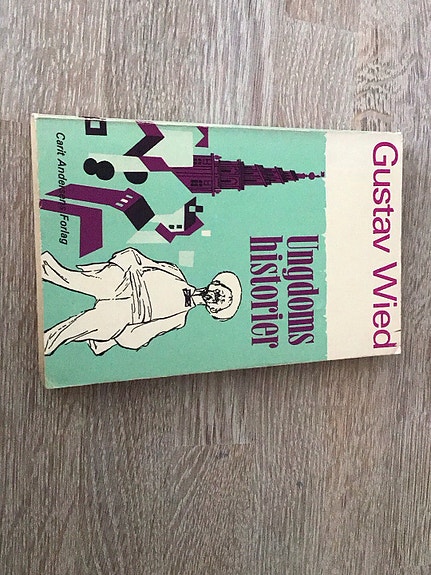 Gustav Wied
Ungdoms
historier
Carit Andersens Forlag